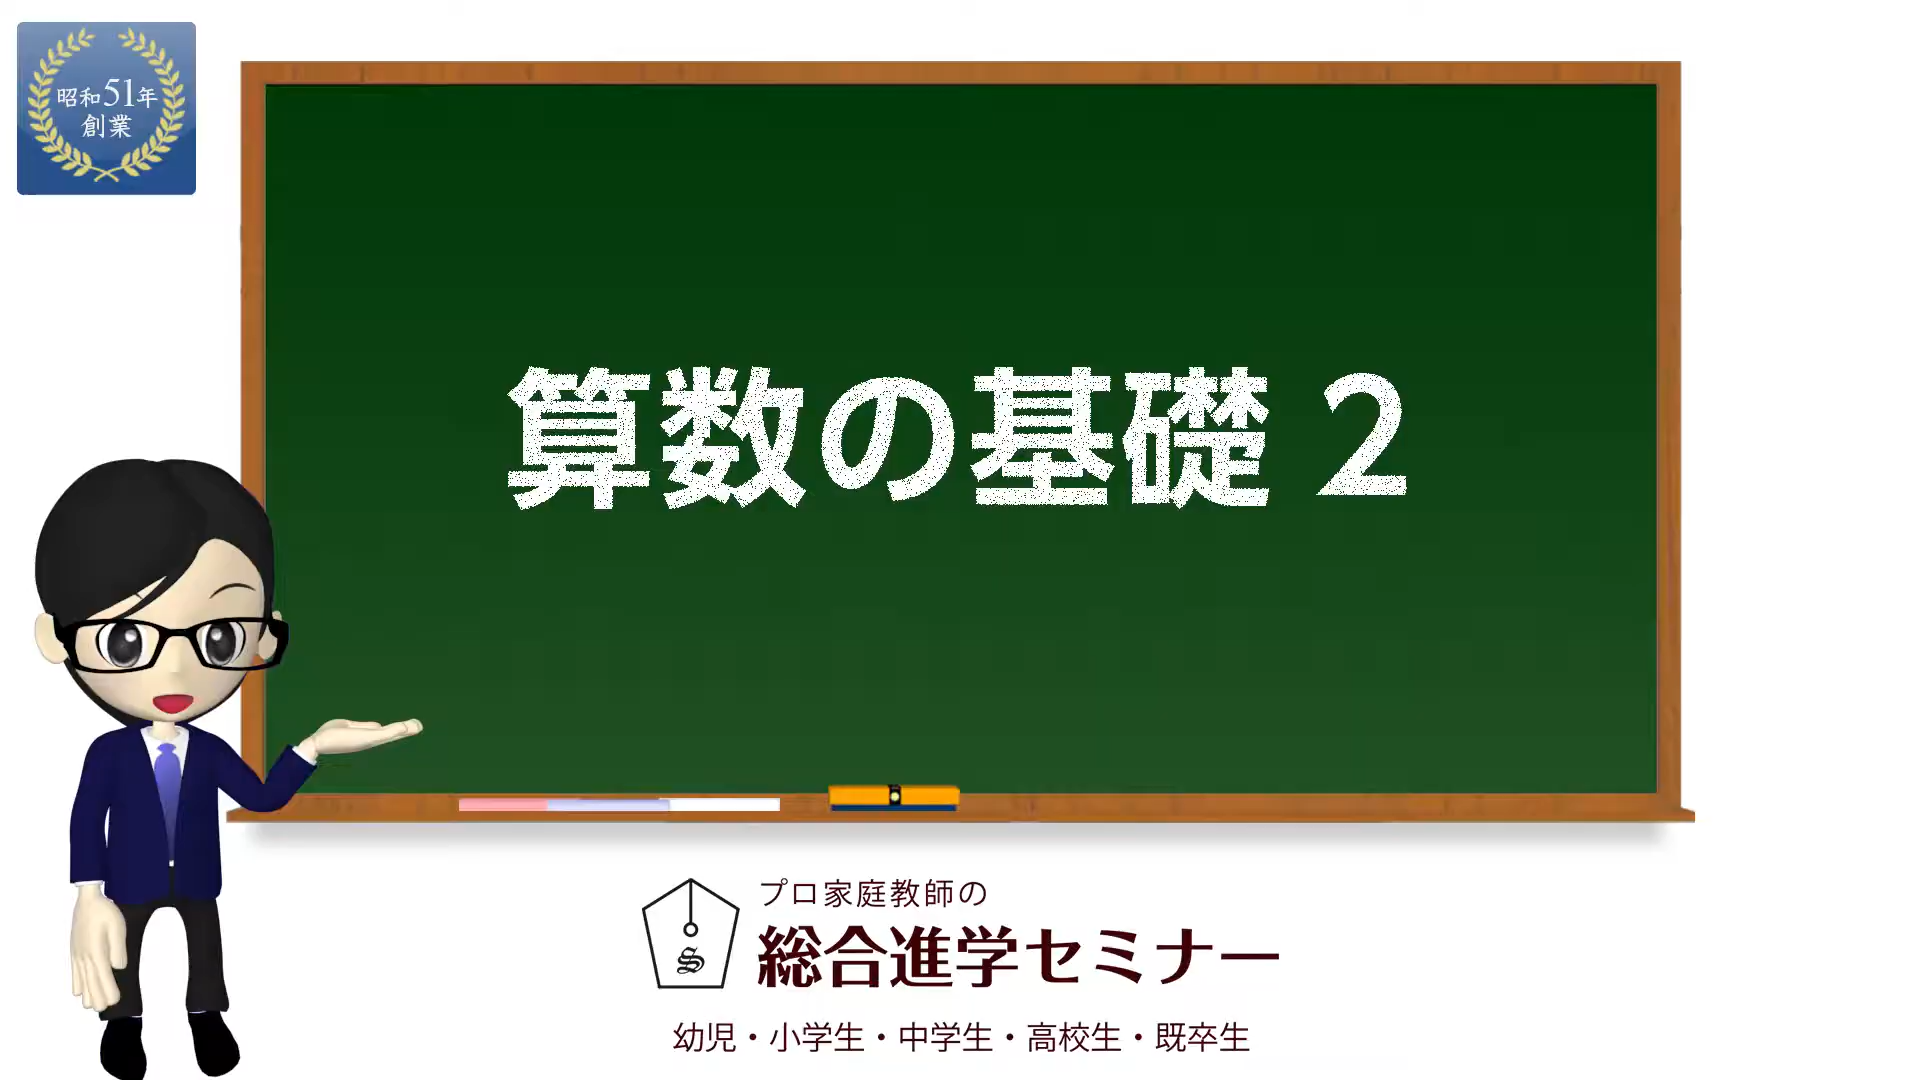 昭和51年
創業
算数の基礎２
プロ家庭教師の
S
総合進学セミナー
幼児・小学生・中学生・高校生・既卒生